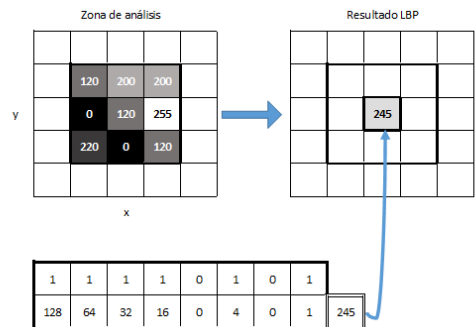 Zona de análisis
Resultado LBP
120 200 200
y 0 120 255 245
220 0 120
x
1 1 1 1 0 1 0 1
128 64 32 16 0 4 0 1 245